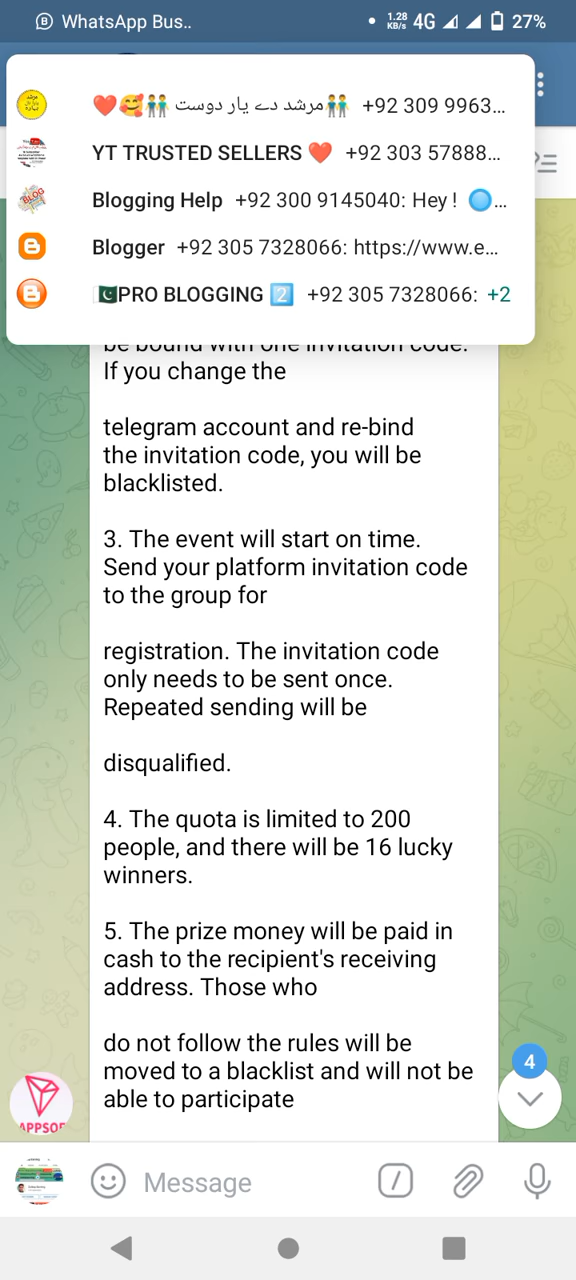 WhatsApp Bus..
1.28 KB/s 4G 27%
❤️🥰👬 مرشد دے یار دوست 👬 +92 309 9963...
YT TRUSTED SELLERS ❤️ +92 303 57888...
Blogging Help +92 300 9145040: Hey ! 🔵...
Blogger +92 305 7328066: https://www.e...
🇵🇰PRO BLOGGING 2️⃣ +92 305 7328066: +2
be bound with one invitation code.
If you change the
telegram account and re-bind
the invitation code, you will be
blacklisted.
3. The event will start on time.
Send your platform invitation code
to the group for
registration. The invitation code
only needs to be sent once.
Repeated sending will be
disqualified.
4. The quota is limited to 200
people, and there will be 16 lucky
winners.
5. The prize money will be paid in
cash to the recipient's receiving
address. Those who
do not follow the rules will be
moved to a blacklist and will not be
able to participate
4
Message